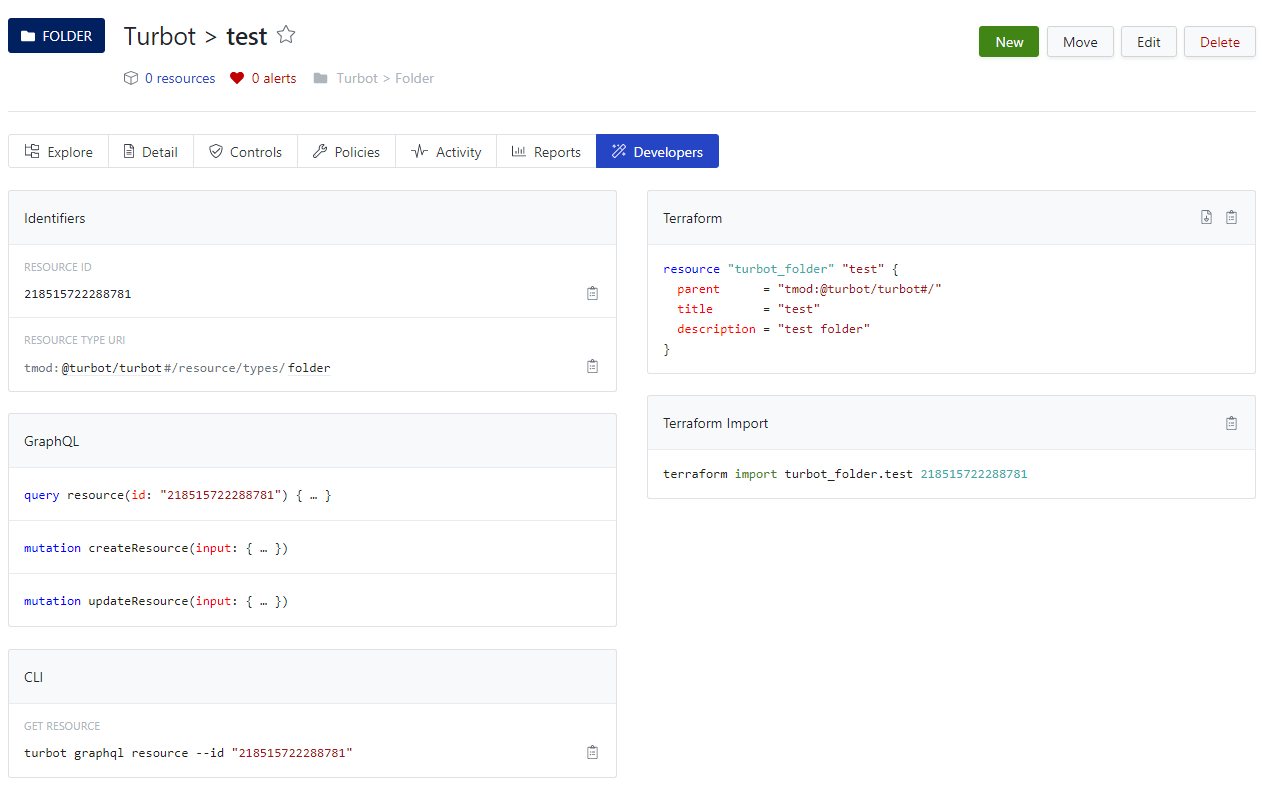 FOLDER
Turbot > test
New
Move
Edit
Delete
0 resources
0 alerts
Turbot > Folder
Explore
Detail
Controls
Policies
Activity
Reports
Developers
Identifiers
RESOURCE ID
218515722288781
RESOURCE TYPE URI
tmod:@turbot/turbot#/resource/types/folder
GraphQL
query resource(id: "218515722288781") { … }
mutation createResource(input: { … })
mutation updateResource(input: { … })
CLI
GET RESOURCE
turbot graphql resource --id "218515722288781"
Terraform
resource "turbot_folder" "test" {
  parent      = "tmod:@turbot/turbot#/"
  title       = "test"
  description = "test folder"
}
Terraform Import
terraform import turbot_folder.test 218515722288781